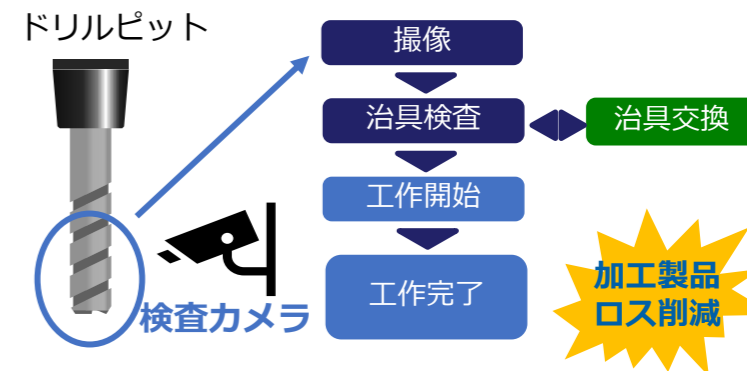 ドリルピット
撮像
治具検査
治具交換
工作開始
工作完了
検査カメラ
加工製品
ロス削減